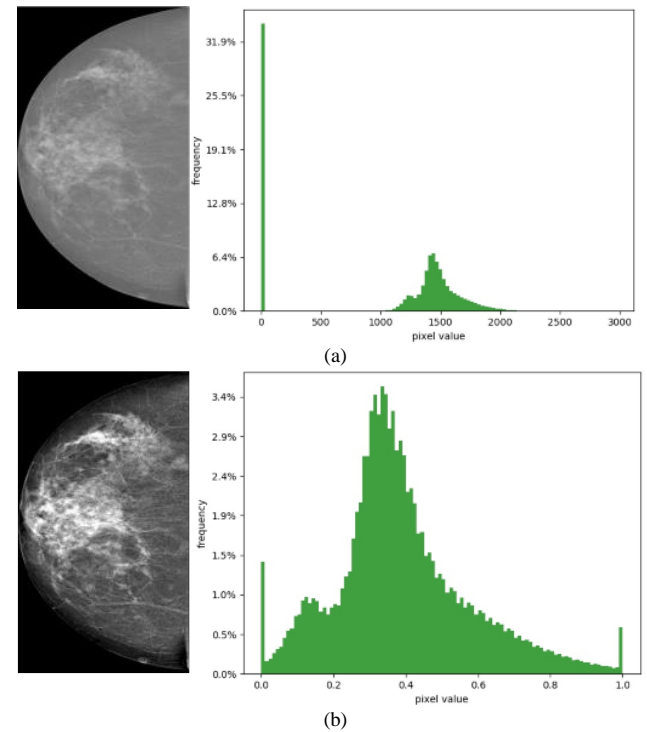 31.9%
25.5%
19.1%
12.8%
6.4%
0.0%
frequency
0 500 1000 1500 2000 2500 3000
pixel value
(a)
3.4%
2.9%
2.4%
1.9%
1.5%
1.0%
0.5%
0.0%
frequency
0.0 0.2 0.4 0.6 0.8 1.0
pixel value
(b)